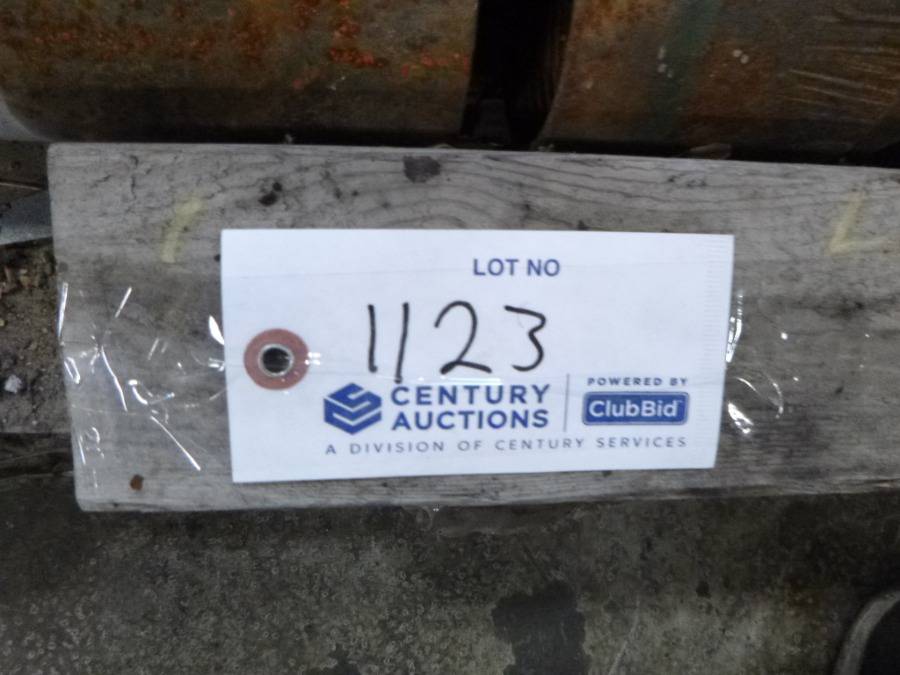 LOT NO
1123
CENTURY AUCTIONS
POWERED BY
ClubBid
A DIVISION OF CENTURY SERVICES